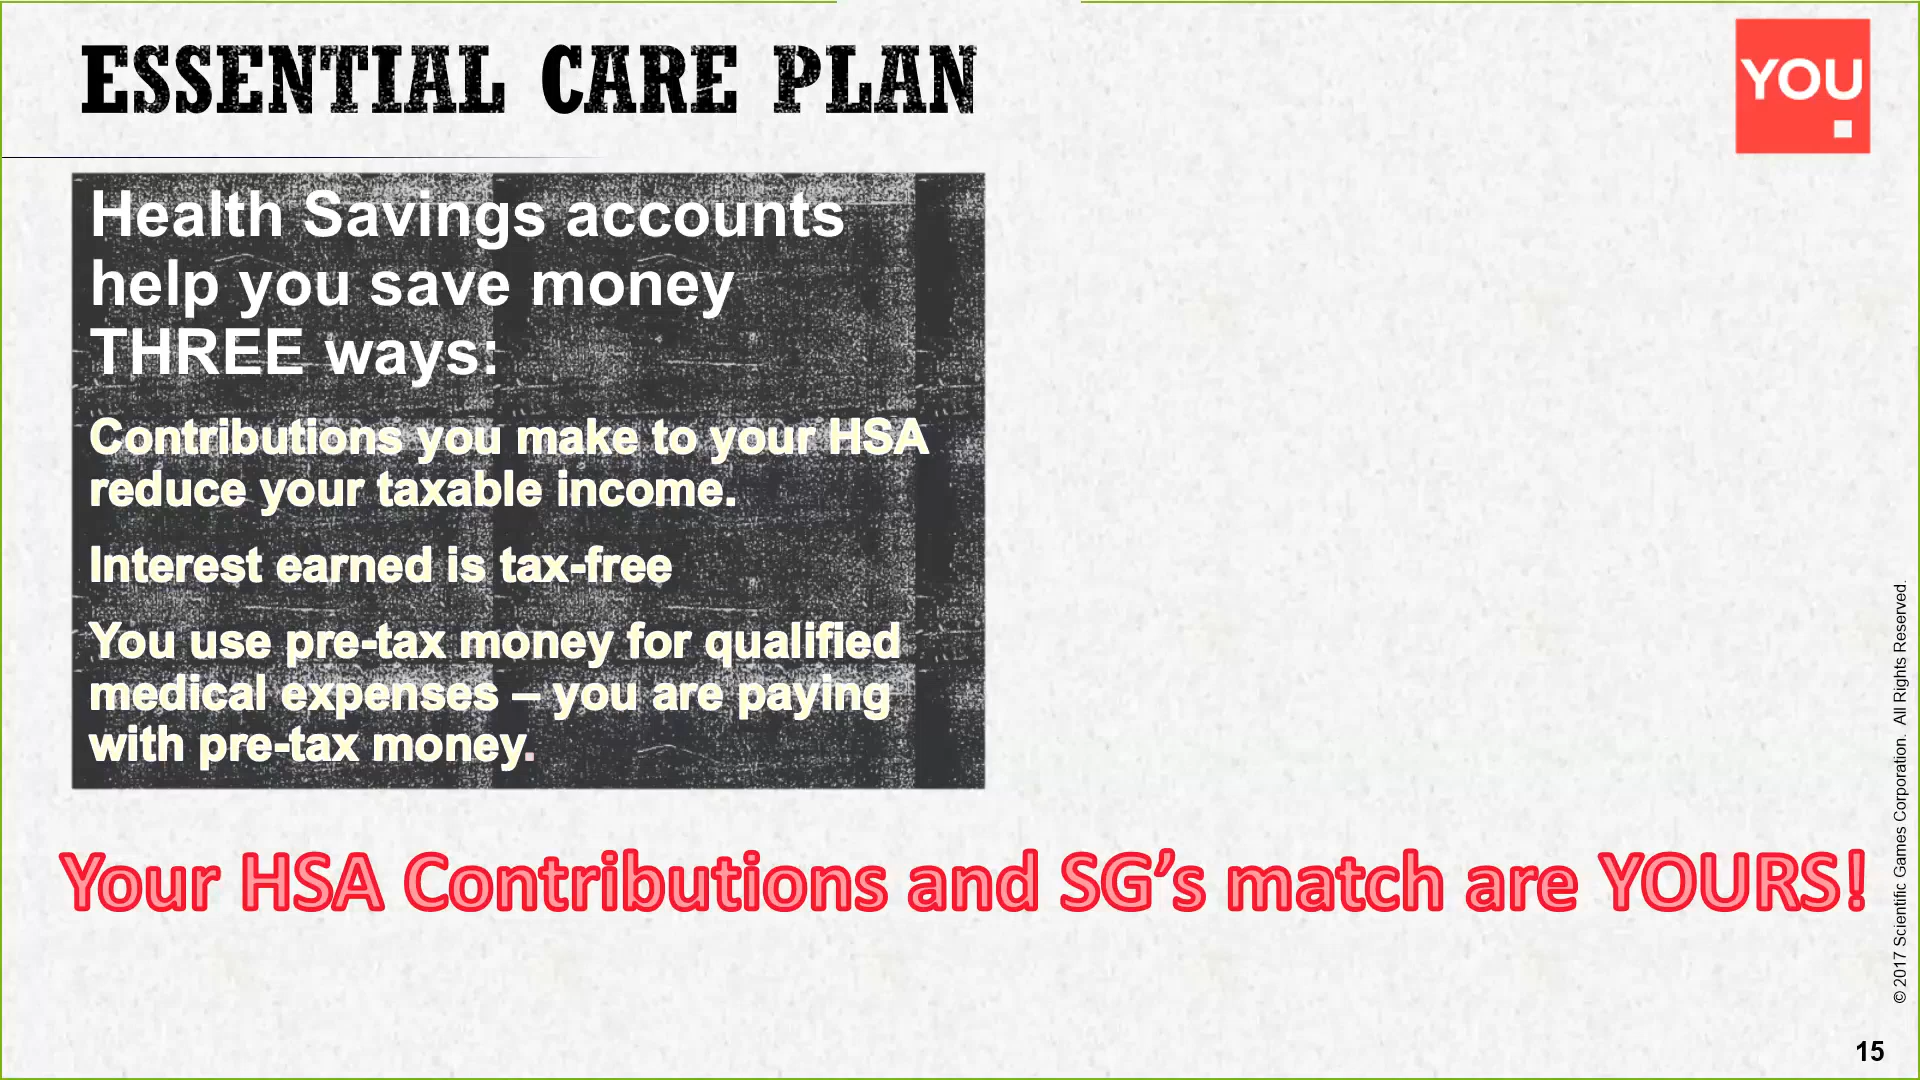 ESSENTIAL CARE PLAN
YOU
Health Savings accounts
help you save money
THREE ways:
Contributions you make to your HSA
reduce your taxable income.
Interest earned is tax-free
You use pre-tax money for qualified
medical expenses – you are paying
with pre-tax money.
Your HSA Contributions and SG’s match are YOURS!
© 2017 Scientific Games Corporation. All Rights Reserved.
15